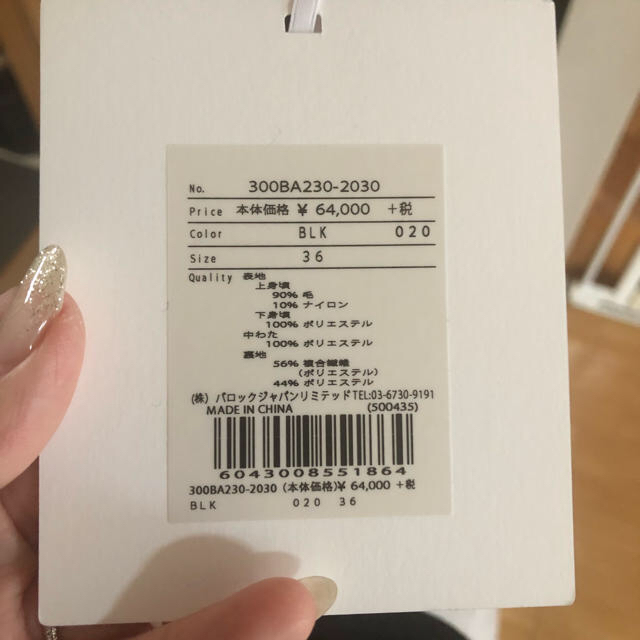 No. 300BA230-2030
Price 本体価格 ¥ 64,000 +税
Color BLK 020
Size 36
Quality 表地
上身頃
90% 毛
10% ナイロン
下身頃
100% ポリエステル
中わた
100% ポリエステル
裏地
56% 複合繊維
(ポリエステル)
44% ポリエステル
(株) バロックジャパンリミテッド TEL:03-6730-9191
MADE IN CHINA (500435)
6043008551864
300BA230-2030 (本体価格)¥ 64,000 +税
BLK 020 36